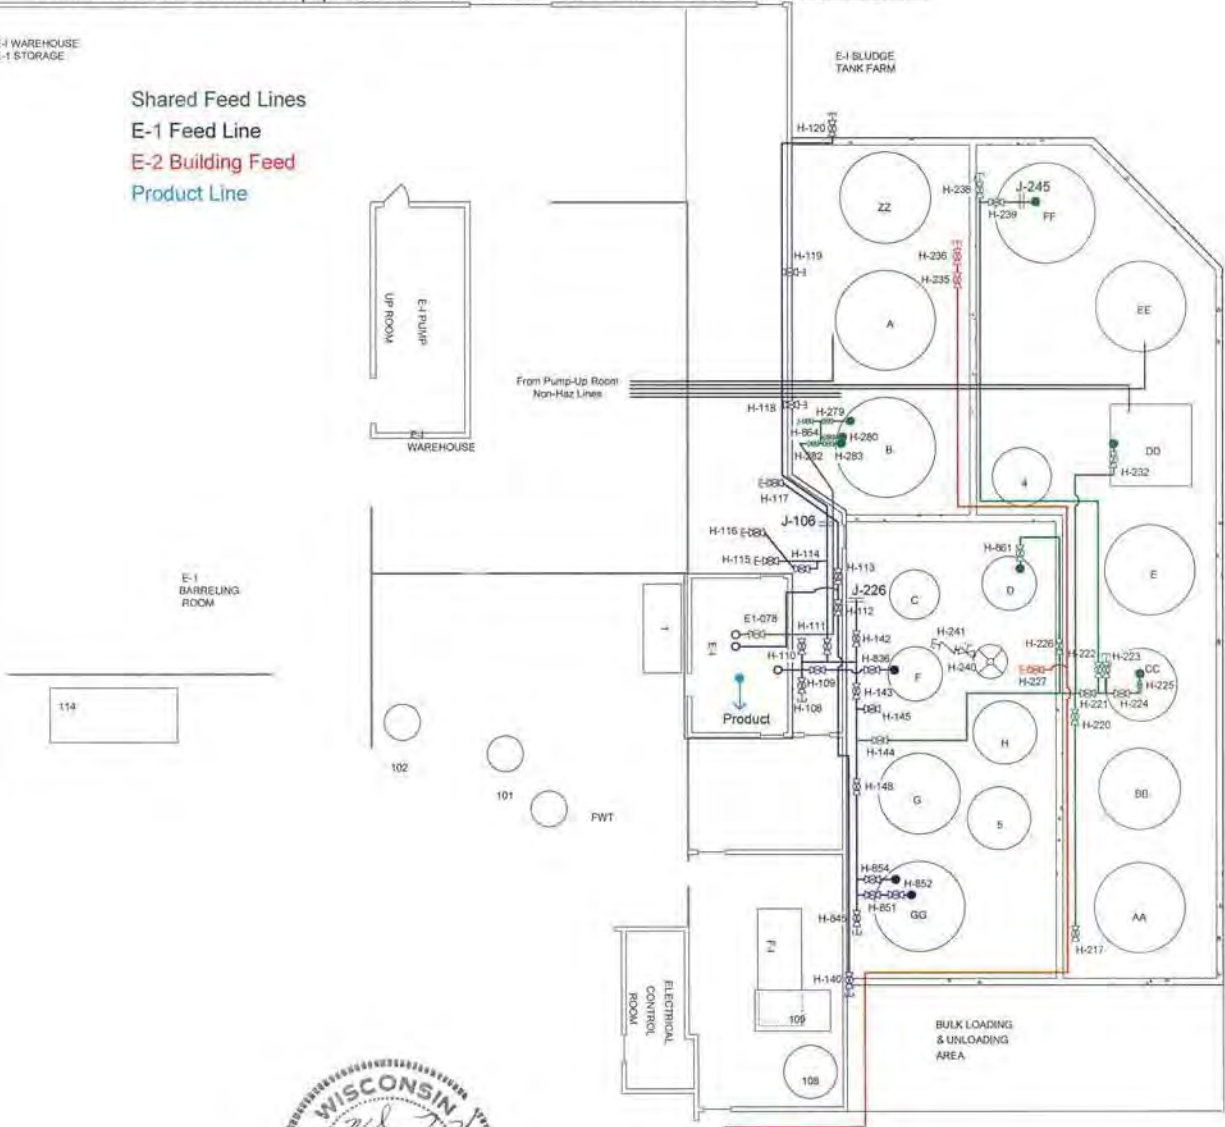 E-I WAREHOUSE
E-1 STORAGE
E-I SLUDGE
TANK FARM
Shared Feed Lines
E-1 Feed Line
E-2 Building Feed
Product Line
H-120
ZZ
H-238
J-245
H-239
FF
H-119
H-236
H-235
A
EE
E-I PUMP
UP ROOM
From Pump-Up Room
Non-Haz Lines
H-118
H-279
H-864
H-280
H-282
H-283
B
WAREHOUSE
DD
H-232
4
H-117
J-106
H-116
H-115
H-114
H-113
H-861
D
E
C
J-226
H-112
E-1
BARRELING
ROOM
1
E-I
E1-078
H-111
H-142
H-110
H-836
H-109
F
H-108
H-143
H-145
H-144
H-241
H-240
H-226
H-222
H-223
H-227
CC
H-225
H-221
H-224
H-220
Product
114
102
101
FWT
H
H-148
G
5
BB
H-854
H-852
H-851
GG
H-845
AA
H-217
H-140
F-I
109
108
ELECTRICAL
CONTROL
ROOM
BULK LOADING
& UNLOADING
AREA
WISCONSIN